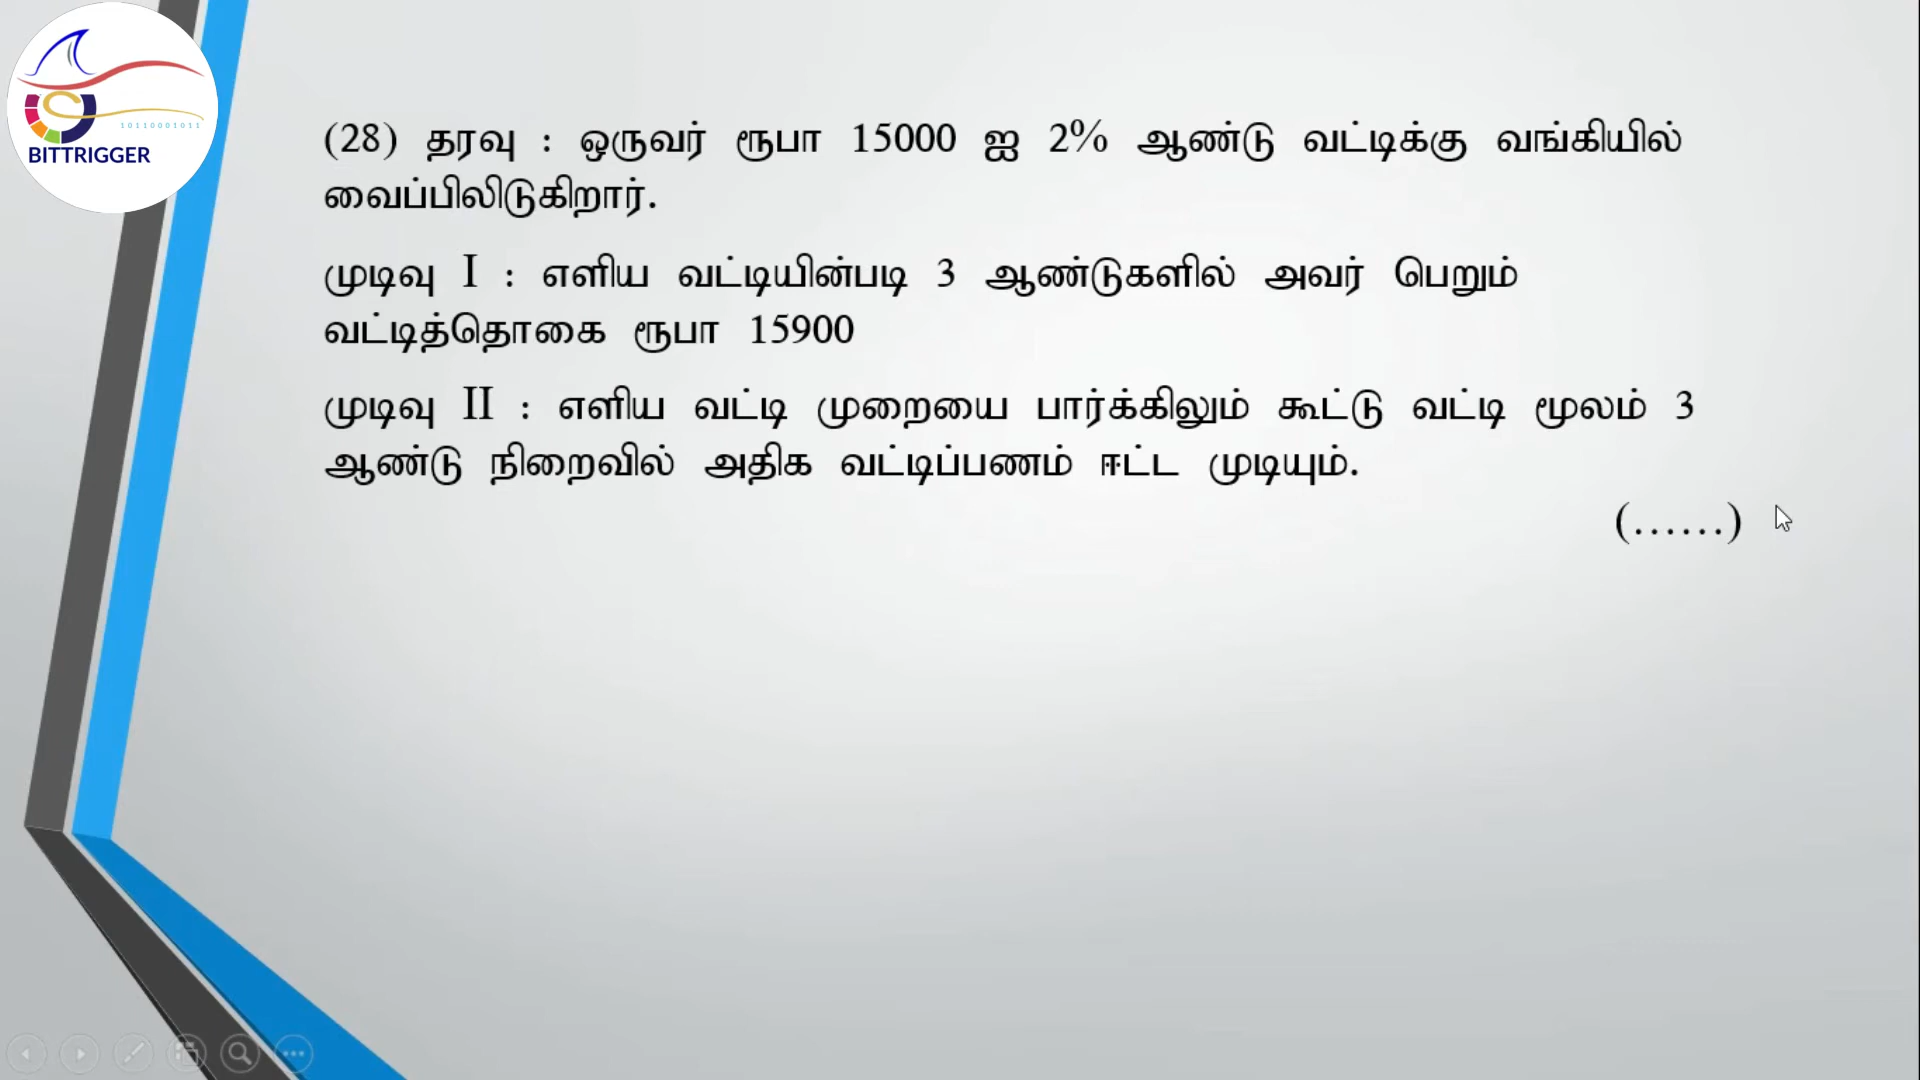 10110001011
BITTRIGGER
(28) தரவு : ஒருவர் ரூபா 15000 ஐ 2% ஆண்டு வட்டிக்கு வங்கியில்
வைப்பிலிடுகிறார்.
முடிவு I : எளிய வட்டியின்படி 3 ஆண்டுகளில் அவர் பெறும்
வட்டித்தொகை ரூபா 15900
முடிவு II : எளிய வட்டி முறையை பார்க்கிலும் கூட்டு வட்டி மூலம் 3
ஆண்டு நிறைவில் அதிக வட்டிப்பணம் ஈட்ட முடியும்.
(......)